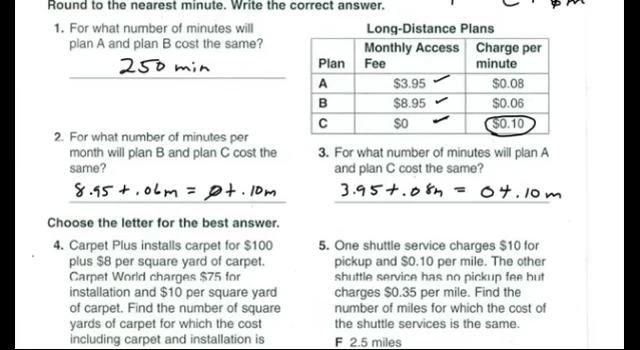 Round to the nearest minute. Write the correct answer.
1. For what number of minutes will
plan A and plan B cost the same?
250 min
Long-Distance Plans
Plan Monthly Access Fee Charge per minute
A $3.95 $0.08
B $8.95 $0.06
C $0 $0.10
2. For what number of minutes per
month will plan B and plan C cost the
same?
8.95 + .06m = 0 + .10m
3. For what number of minutes will plan A
and plan C cost the same?
3.95 + .08m = 0 + .10m
Choose the letter for the best answer.
4. Carpet Plus installs carpet for $100
plus $8 per square yard of carpet.
Carpet World charges $75 for
installation and $10 per square yard
of carpet. Find the number of square
yards of carpet for which the cost
including carpet and installation is
5. One shuttle service charges $10 for
pickup and $0.10 per mile. The other
shuttle service has no pickup fee but
charges $0.35 per mile. Find the
number of miles for which the cost of
the shuttle services is the same.
F 2.5 miles